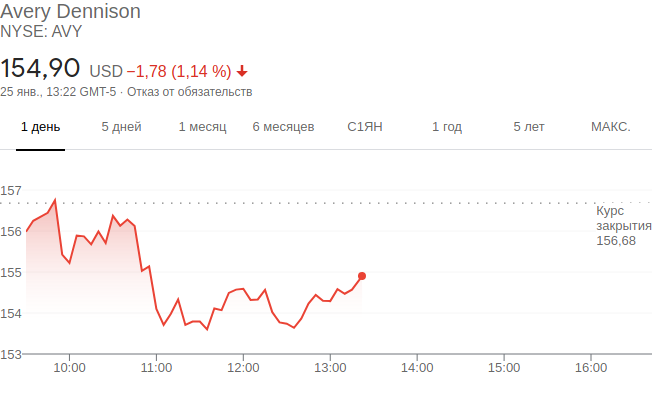 Avery Dennison
NYSE: AVY
154,90 USD −1,78 (1,14 %)
25 янв., 13:22 GMT-5 · Отказ от обязательств
1 день 5 дней 1 месяц 6 месяцев С1ЯН 1 год 5 лет МАКС.
157
Курс
156
закрытия
156,68
155
154
153
10:00 11:00 12:00 13:00 14:00 15:00 16:00